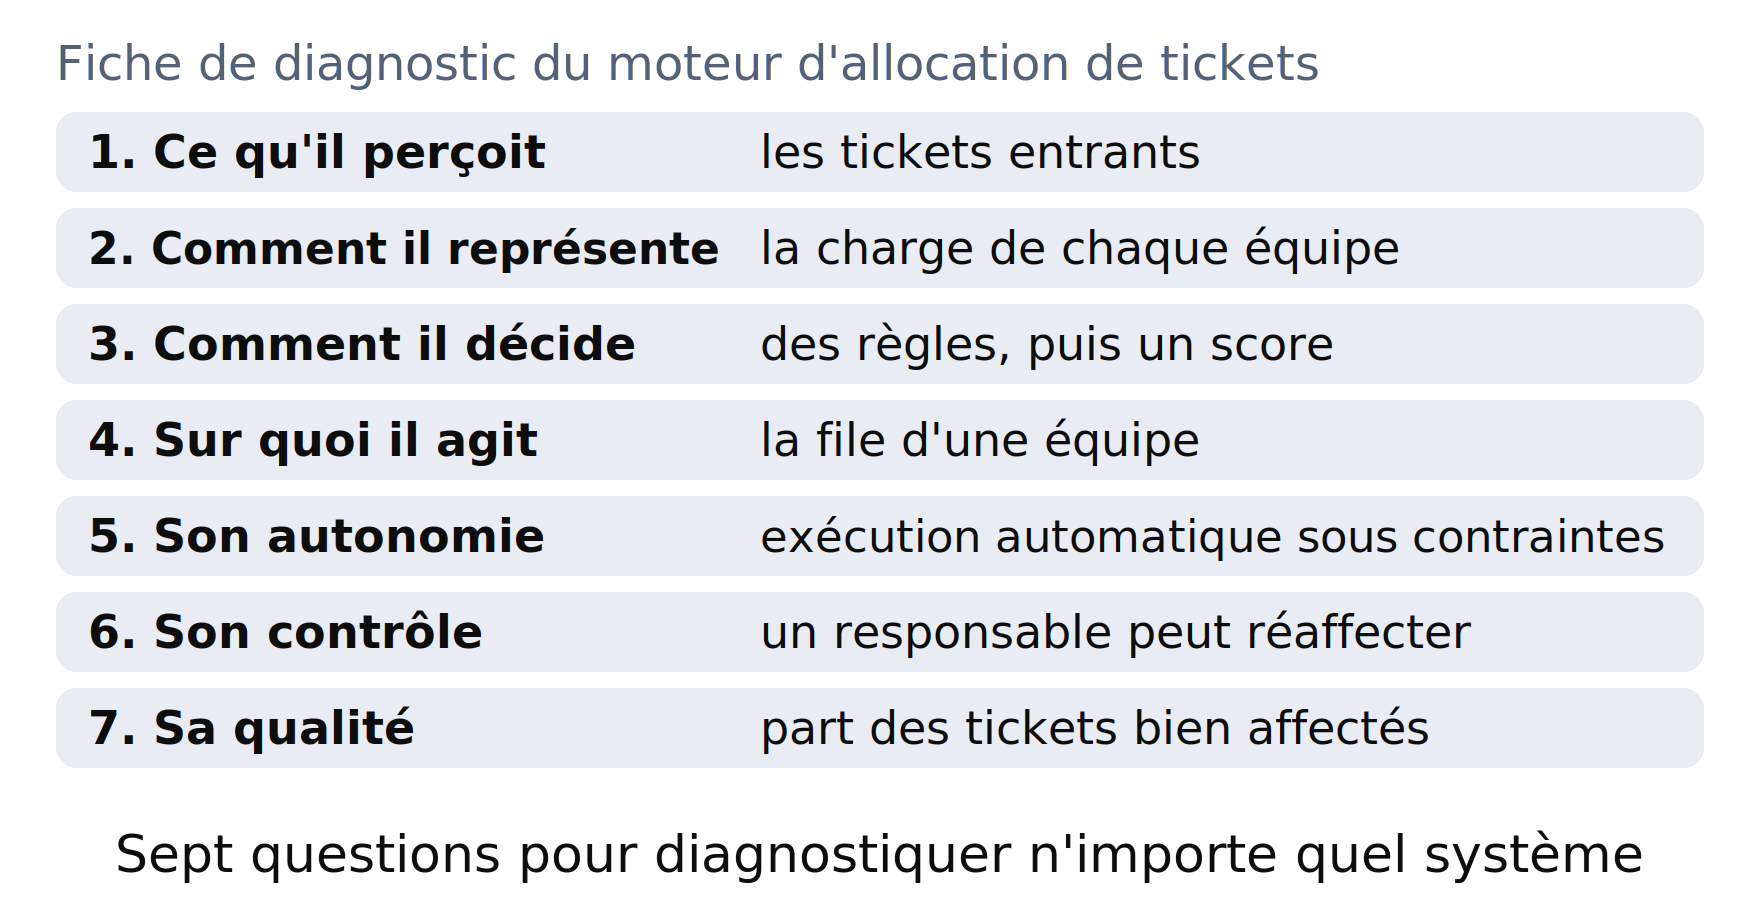 Fiche de diagnostic du moteur d'allocation de tickets
1. Ce qu'il perçoit les tickets entrants
2. Comment il représente la charge de chaque équipe
3. Comment il décide des règles, puis un score
4. Sur quoi il agit la file d'une équipe
5. Son autonomie exécution automatique sous contraintes
6. Son contrôle un responsable peut réaffecter
7. Sa qualité part des tickets bien affectés
Sept questions pour diagnostiquer n'importe quel système